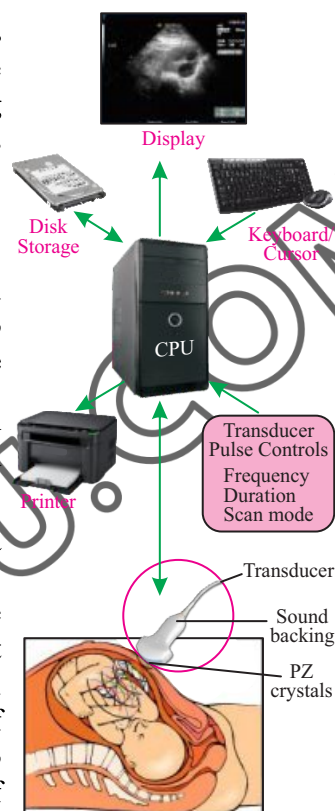 Display
Disk
Storage
Keyboard/
Cursor
CPU
Printer
Transducer
Pulse Controls
Frequency
Duration
Scan mode
Transducer
Sound
backing
PZ
crystals